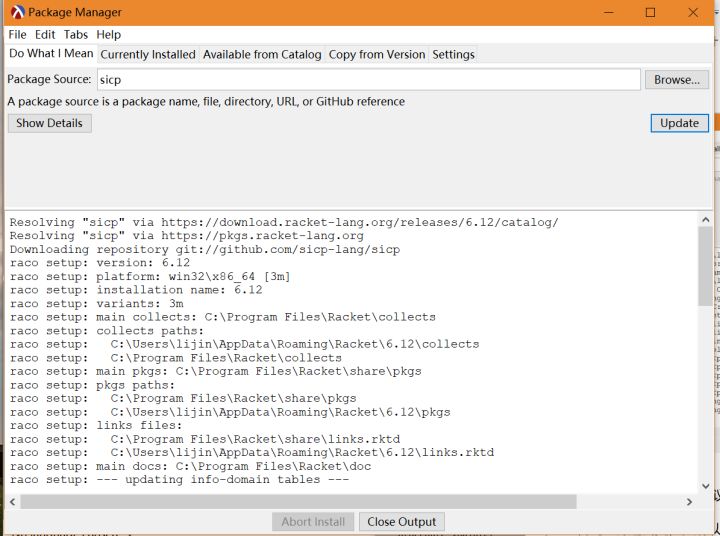 Package Manager
File Edit Tabs Help
Do What I Mean Currently Installed Available from Catalog Copy from Version Settings
Package Source: sicp Browse...
A package source is a package name, file, directory, URL, or GitHub reference
Show Details Update
Resolving "sicp" via https://download.racket-lang.org/releases/6.12/catalog/
Resolving "sicp" via https://pkgs.racket-lang.org
Downloading repository git://github.com/sicp-lang/sicp
raco setup: version: 6.12
raco setup: platform: win32\x86_64 [3m]
raco setup: installation name: 6.12
raco setup: variants: 3m
raco setup: main collects: C:\Program Files\Racket\collects
raco setup: collects paths:
raco setup:   C:\Users\lijin\AppData\Roaming\Racket\6.12\collects
raco setup:   C:\Program Files\Racket\collects
raco setup: main pkgs: C:\Program Files\Racket\share\pkgs
raco setup: pkgs paths:
raco setup:   C:\Program Files\Racket\share\pkgs
raco setup:   C:\Users\lijin\AppData\Roaming\Racket\6.12\pkgs
raco setup: links files:
raco setup:   C:\Program Files\Racket\share\links.rktd
raco setup:   C:\Users\lijin\AppData\Roaming\Racket\6.12\links.rktd
raco setup: main docs: C:\Program Files\Racket\doc
raco setup: --- updating info-domain tables ---
Abort Install Close Output